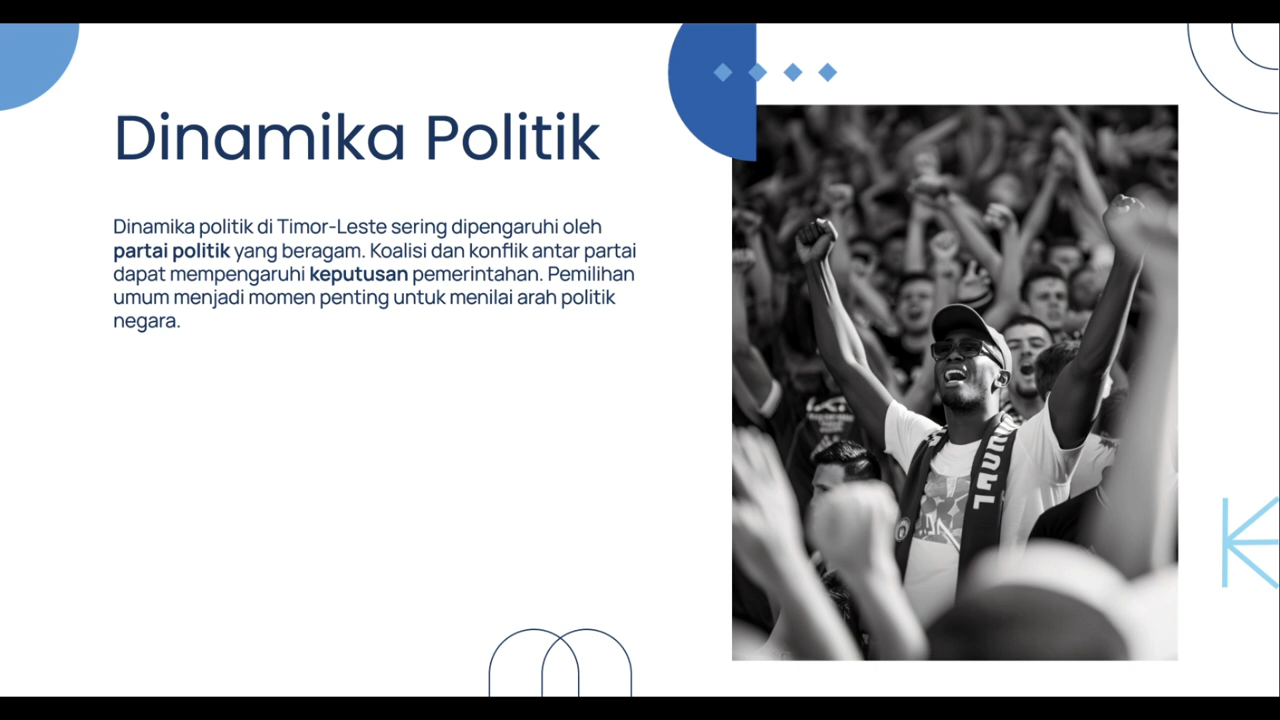 Dinamika Politik
Dinamika politik di Timor-Leste sering dipengaruhi oleh
partai politik yang beragam. Koalisi dan konflik antar partai
dapat mempengaruhi keputusan pemerintahan. Pemilihan
umum menjadi momen penting untuk menilai arah politik
negara.